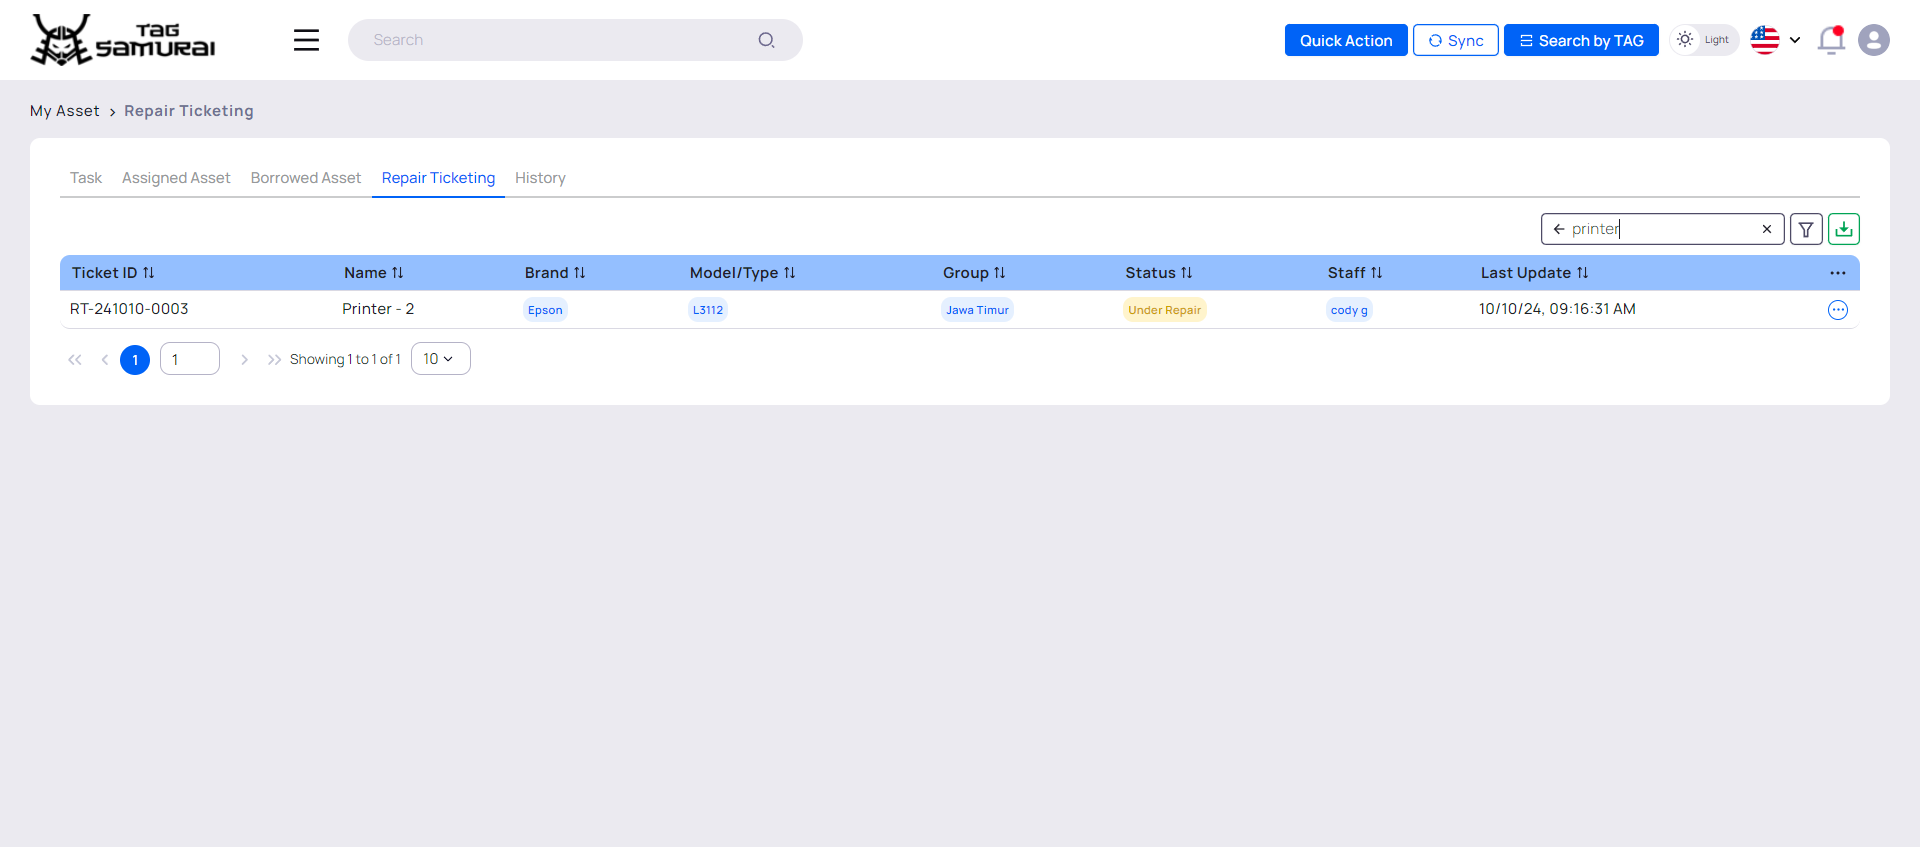 TAG SAMURAI
Search
Quick Action
Sync
Search by TAG
Light
My Asset > Repair Ticketing
Task Assigned Asset Borrowed Asset Repair Ticketing History
printer
Ticket ID Name Brand Model/Type Group Status Staff Last Update
RT-241010-0003 Printer - 2 Epson L3112 Jawa Timur Under Repair cody g 10/10/24, 09:16:31 AM
1 1 Showing 1 to 1 of 1 10